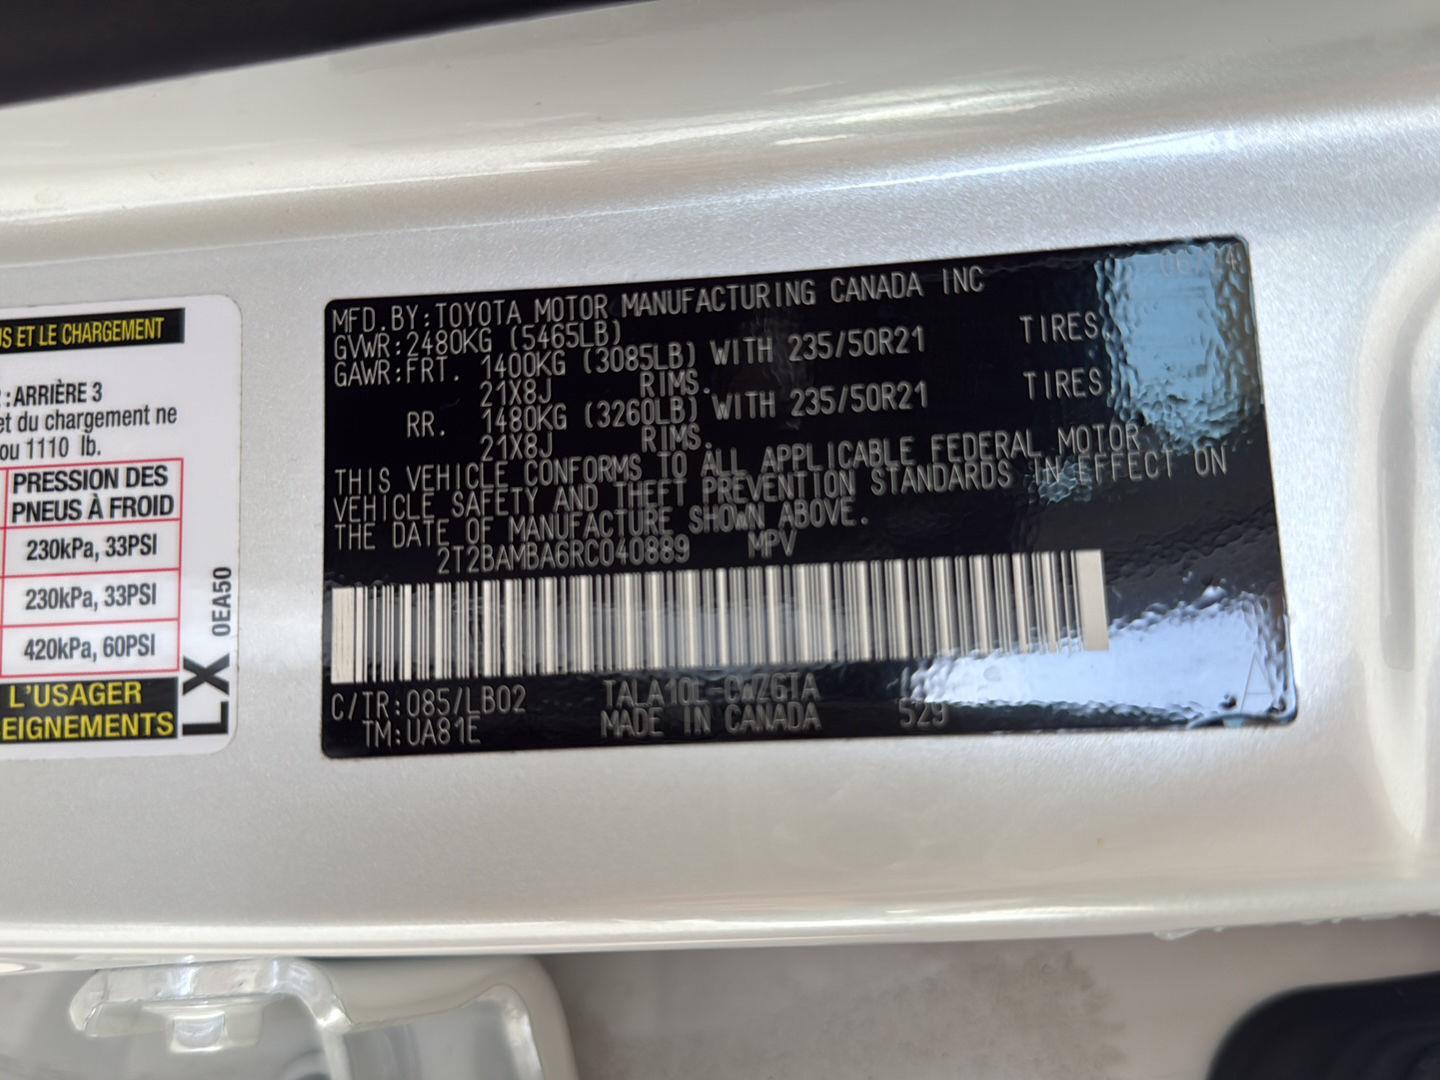 US ET LE CHARGEMENT
: ARRIÈRE 3
et du chargement ne
ou 1110 lb.
PRESSION DES
PNEUS À FROID
230kPa, 33PSI
230kPa, 33PSI
420kPa, 60PSI
L'USAGER
EIGNEMENTS
LX 0EA50
MFD.BY:TOYOTA MOTOR MANUFACTURING CANADA INC
GVWR:2480KG (5465LB)
GAWR:FRT. 1400KG (3085LB) WITH 235/50R21 TIRES,
21X8J RIMS.
RR. 1480KG (3260LB) WITH 235/50R21 TIRES,
21X8J RIMS.
THIS VEHICLE CONFORMS TO ALL APPLICABLE FEDERAL MOTOR
VEHICLE SAFETY AND THEFT PREVENTION STANDARDS IN EFFECT ON
THE DATE OF MANUFACTURE SHOWN ABOVE.
2T2BAMBA6RC040889 MPV
C/TR:085/LB02 TALA10L-CWZGTA
TM:UA81E MADE IN CANADA 529